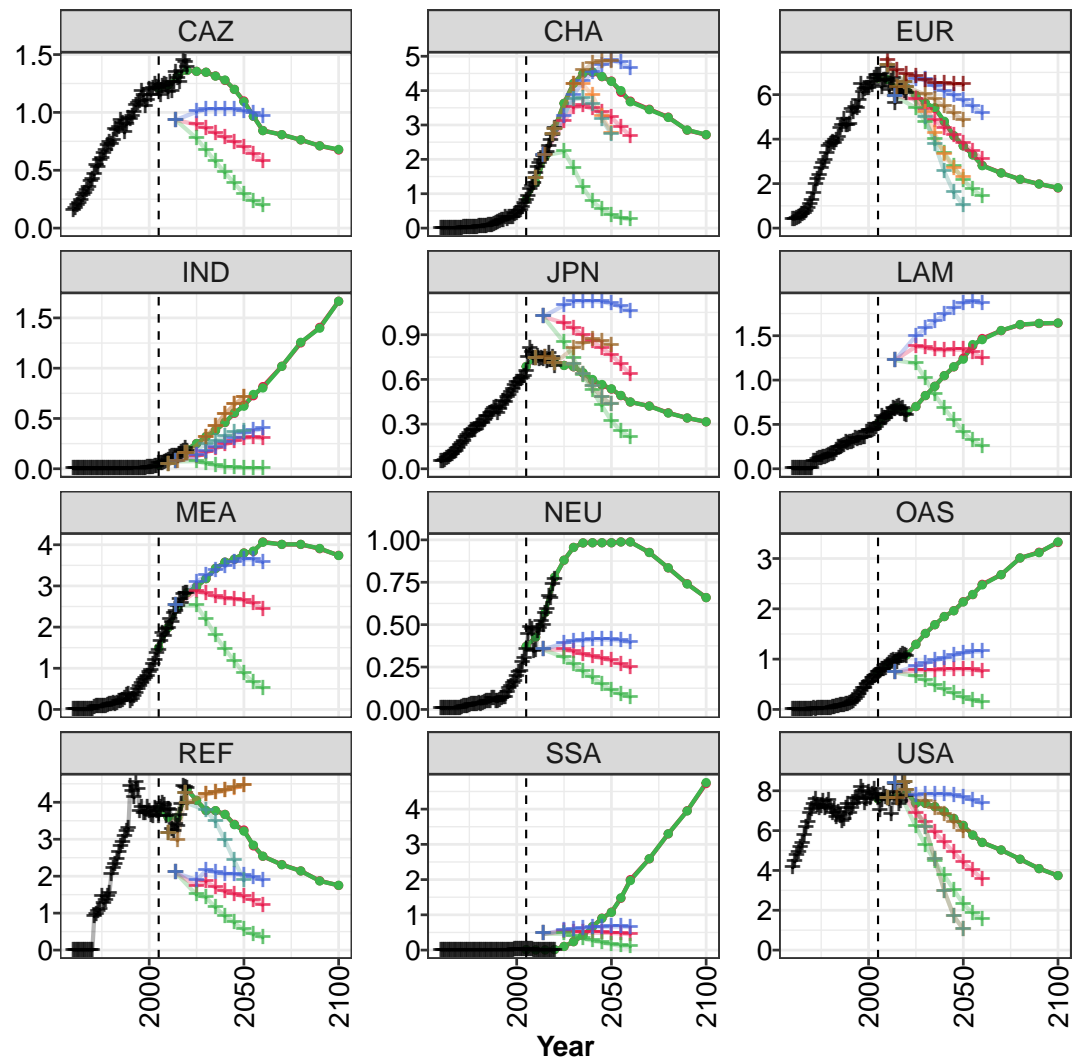 CAZ CHA EUR
1.5 5 6
1.0 4 4
0.5 3 2
0.0 2 0
1
0
IND JPN LAM
1.5 0.9 1.5
1.0 0.6 1.0
0.5 0.3 0.5
0.0 0.0 0.0
MEA NEU OAS
4 1.00 3
3 0.75 2
2 0.50 1
1 0.25 0
0 0.00
REF SSA USA
4 4 8
3 3 6
2 2 4
1 1 2
0 0 0
2000 2050 2100 2000 2050 2100 2000 2050 2100
Year